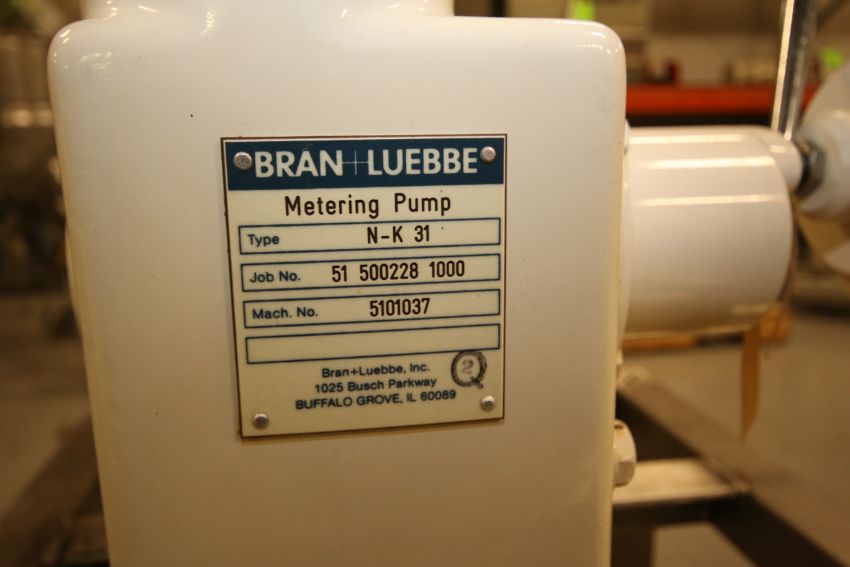 BRAN+LUEBBE
Metering Pump
Type N-K 31
Job No. 51 500228 1000
Mach. No. 5101037
Bran+Luebbe, Inc.
1025 Busch Parkway
BUFFALO GROVE, IL 60089
2
Q